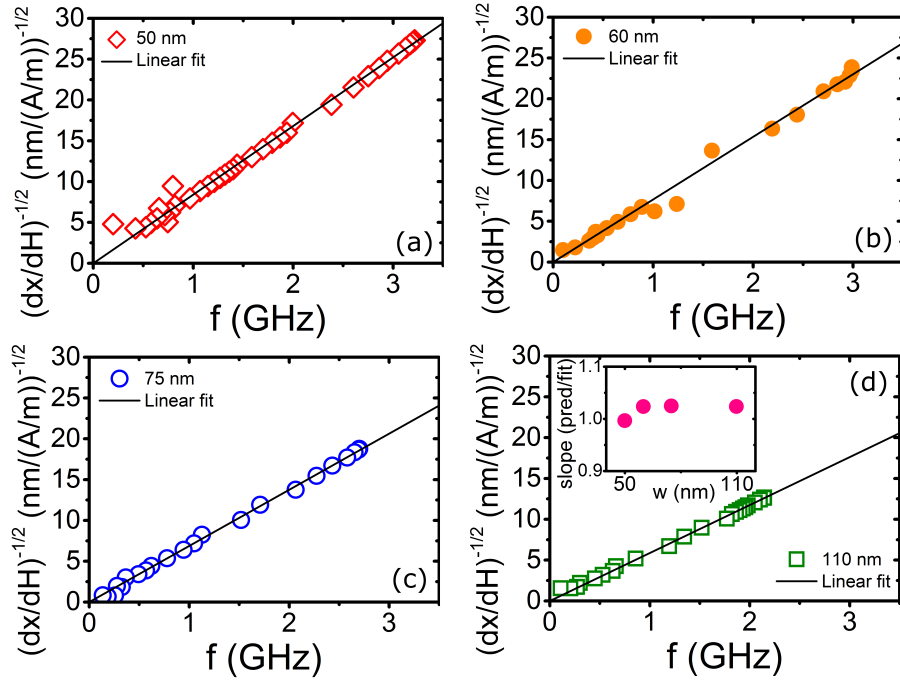 30
25
20
15
10
5
0
(dx/dH)^-1/2 (nm/(A/m))^-1/2
50 nm
Linear fit
(a)
0 1 2 3
f (GHz)
30
25
20
15
10
5
0
(dx/dH)^-1/2 (nm/(A/m))^-1/2
60 nm
Linear fit
(b)
0 1 2 3
f (GHz)
30
25
20
15
10
5
0
(dx/dH)^-1/2 (nm/(A/m))^-1/2
75 nm
Linear fit
(c)
0 1 2 3
f (GHz)
30
25
20
15
10
5
0
(dx/dH)^-1/2 (nm/(A/m))^-1/2
slope (pred/fit)
1.1
1.0
0.9
50 110
w (nm)
(d)
110 nm
Linear fit
0 1 2 3
f (GHz)